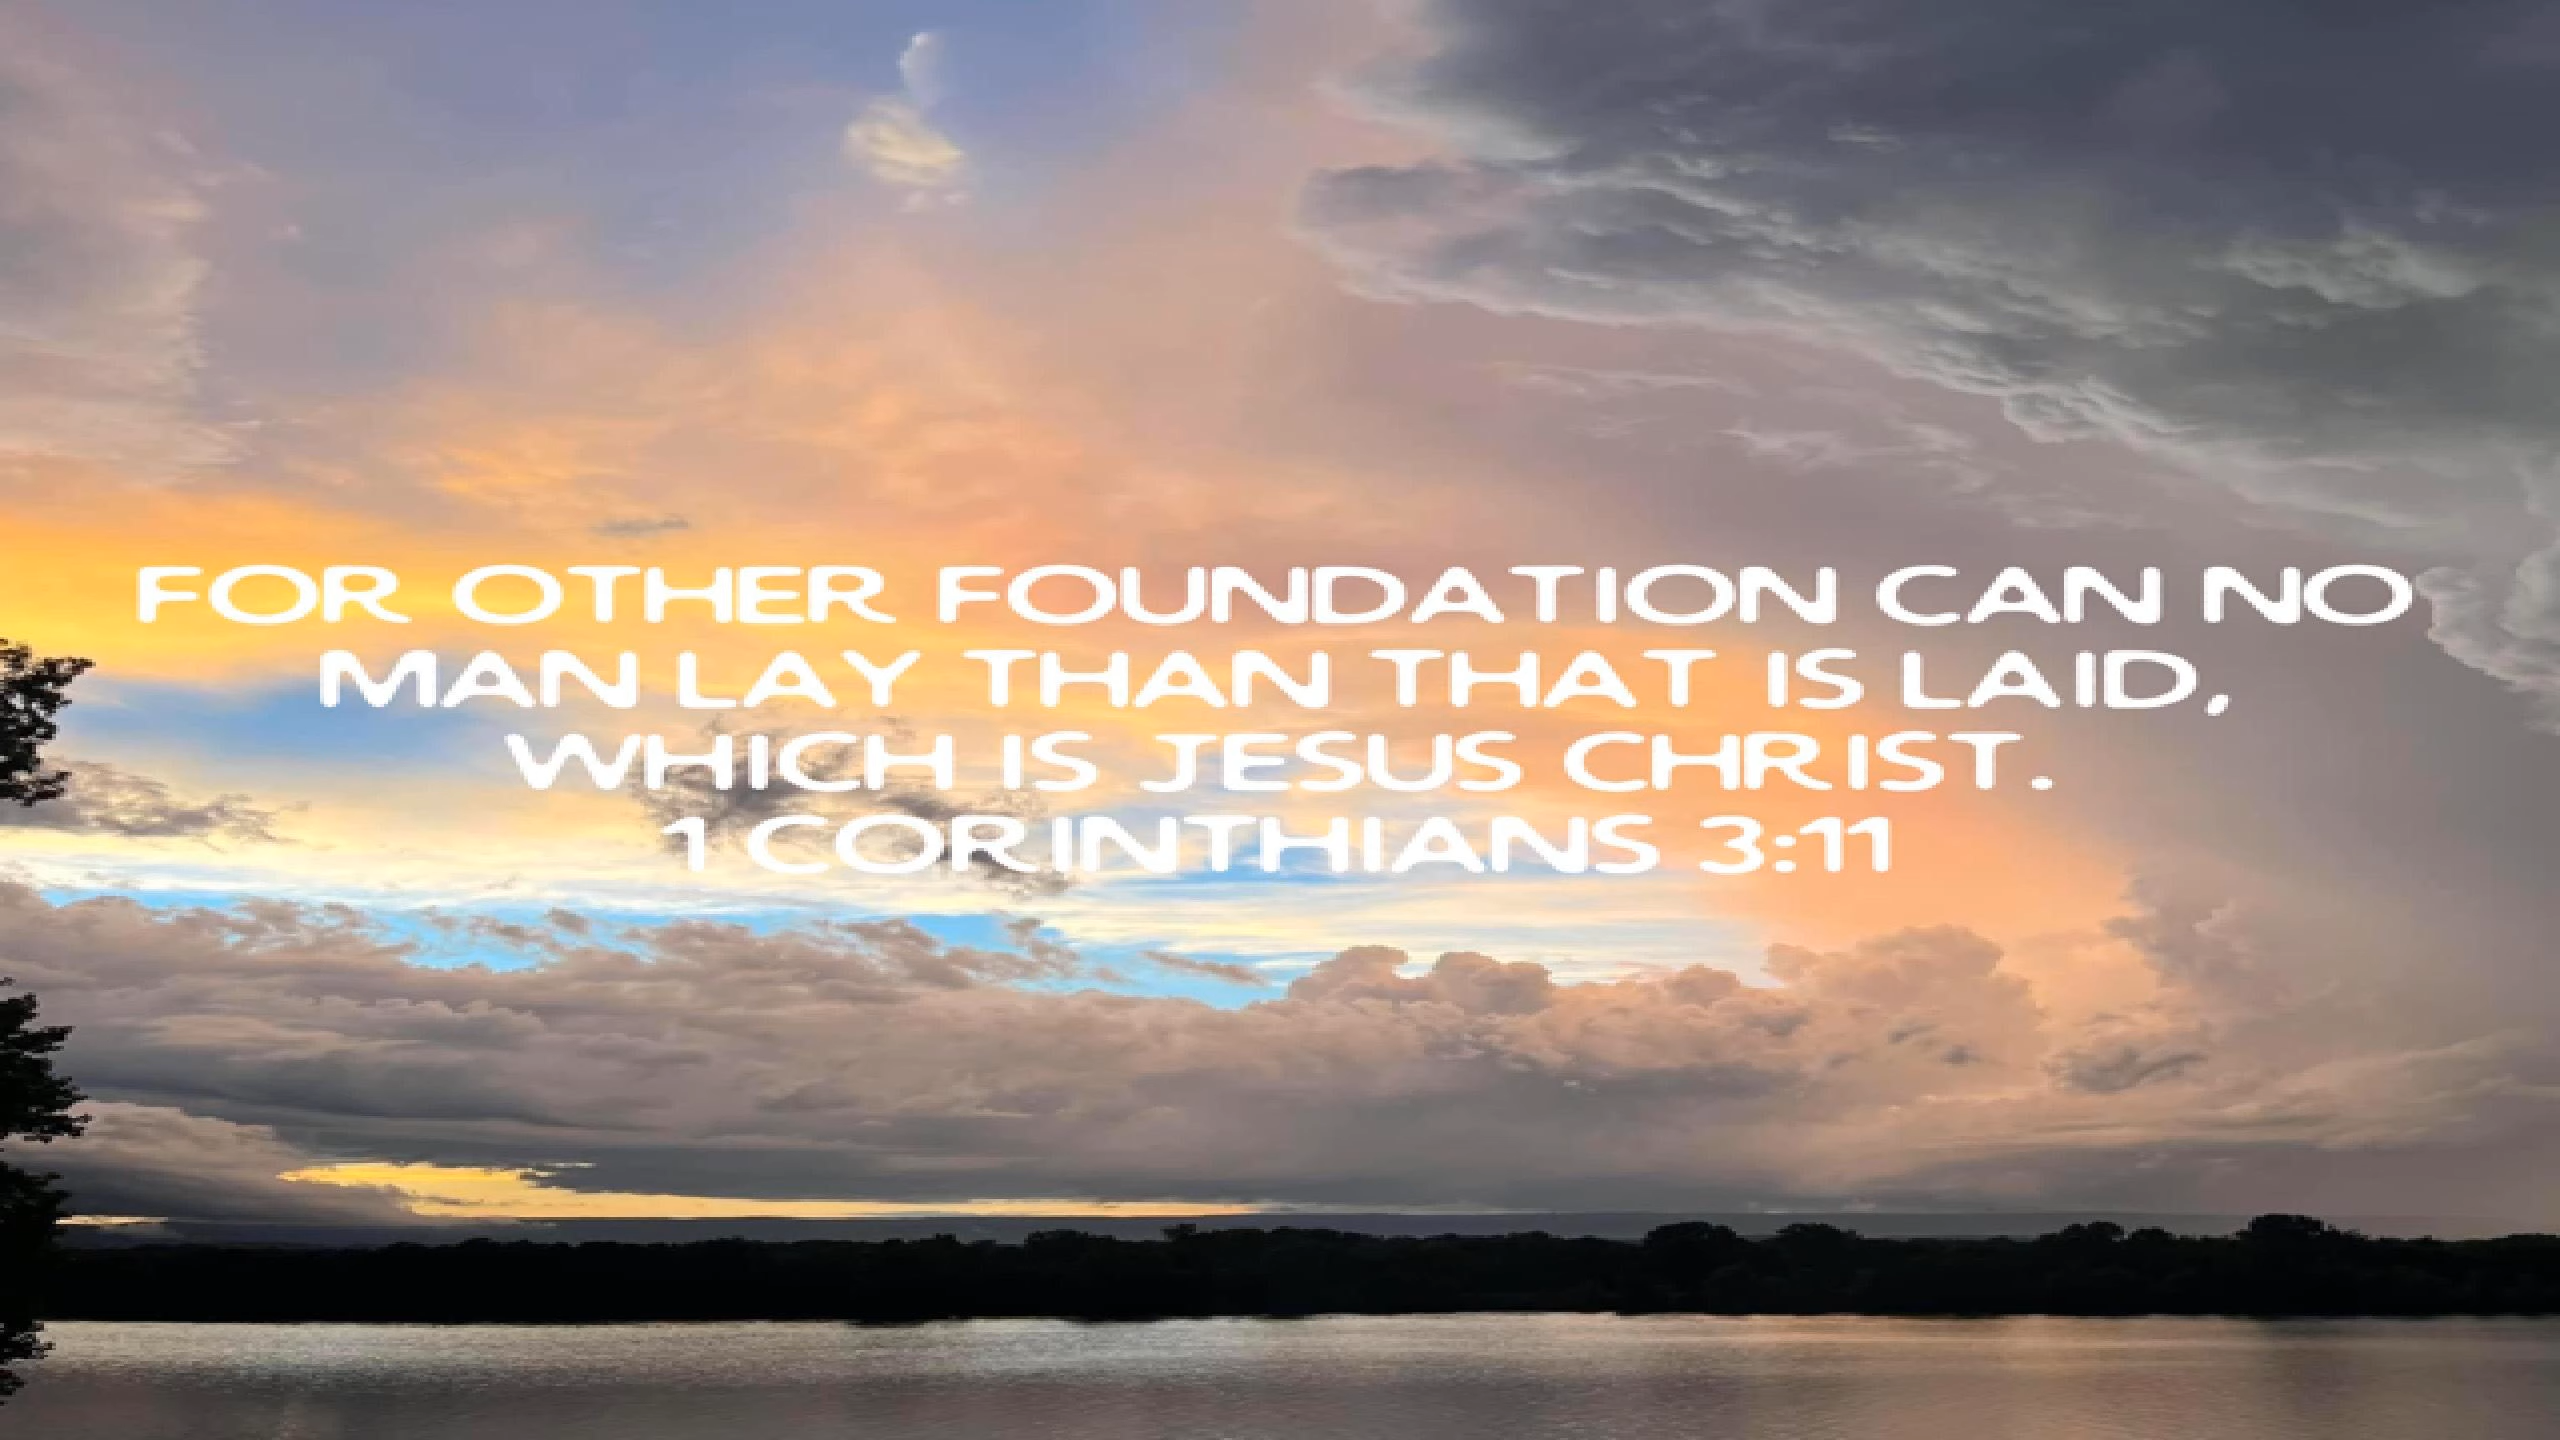 FOR OTHER FOUNDATION CAN NO
MAN LAY THAN THAT IS LAID,
WHICH IS JESUS CHRIST.
1 CORINTHIANS 3:11